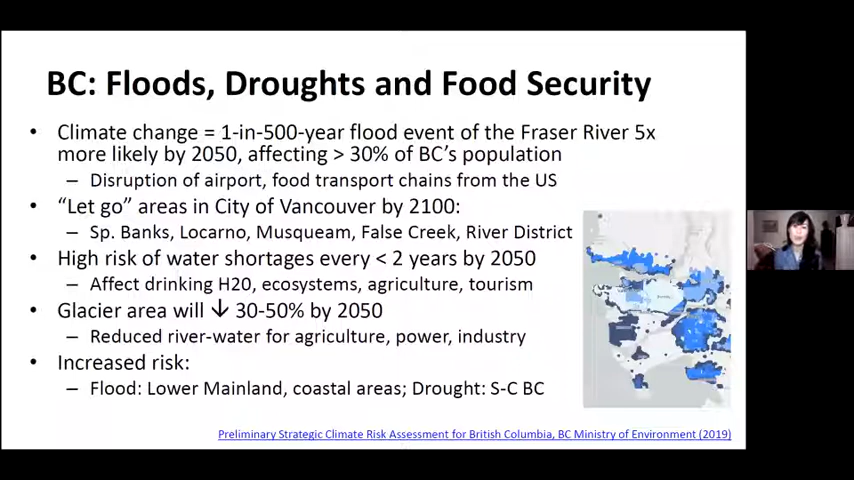 BC: Floods, Droughts and Food Security
• Climate change = 1-in-500-year flood event of the Fraser River 5x
more likely by 2050, affecting > 30% of BC's population
– Disruption of airport, food transport chains from the US
• "Let go" areas in City of Vancouver by 2100:
– Sp. Banks, Locarno, Musqueam, False Creek, River District
• High risk of water shortages every < 2 years by 2050
– Affect drinking H20, ecosystems, agriculture, tourism
• Glacier area will ↓ 30-50% by 2050
– Reduced river-water for agriculture, power, industry
• Increased risk:
– Flood: Lower Mainland, coastal areas; Drought: S-C BC
Preliminary Strategic Climate Risk Assessment for British Columbia, BC Ministry of Environment (2019)